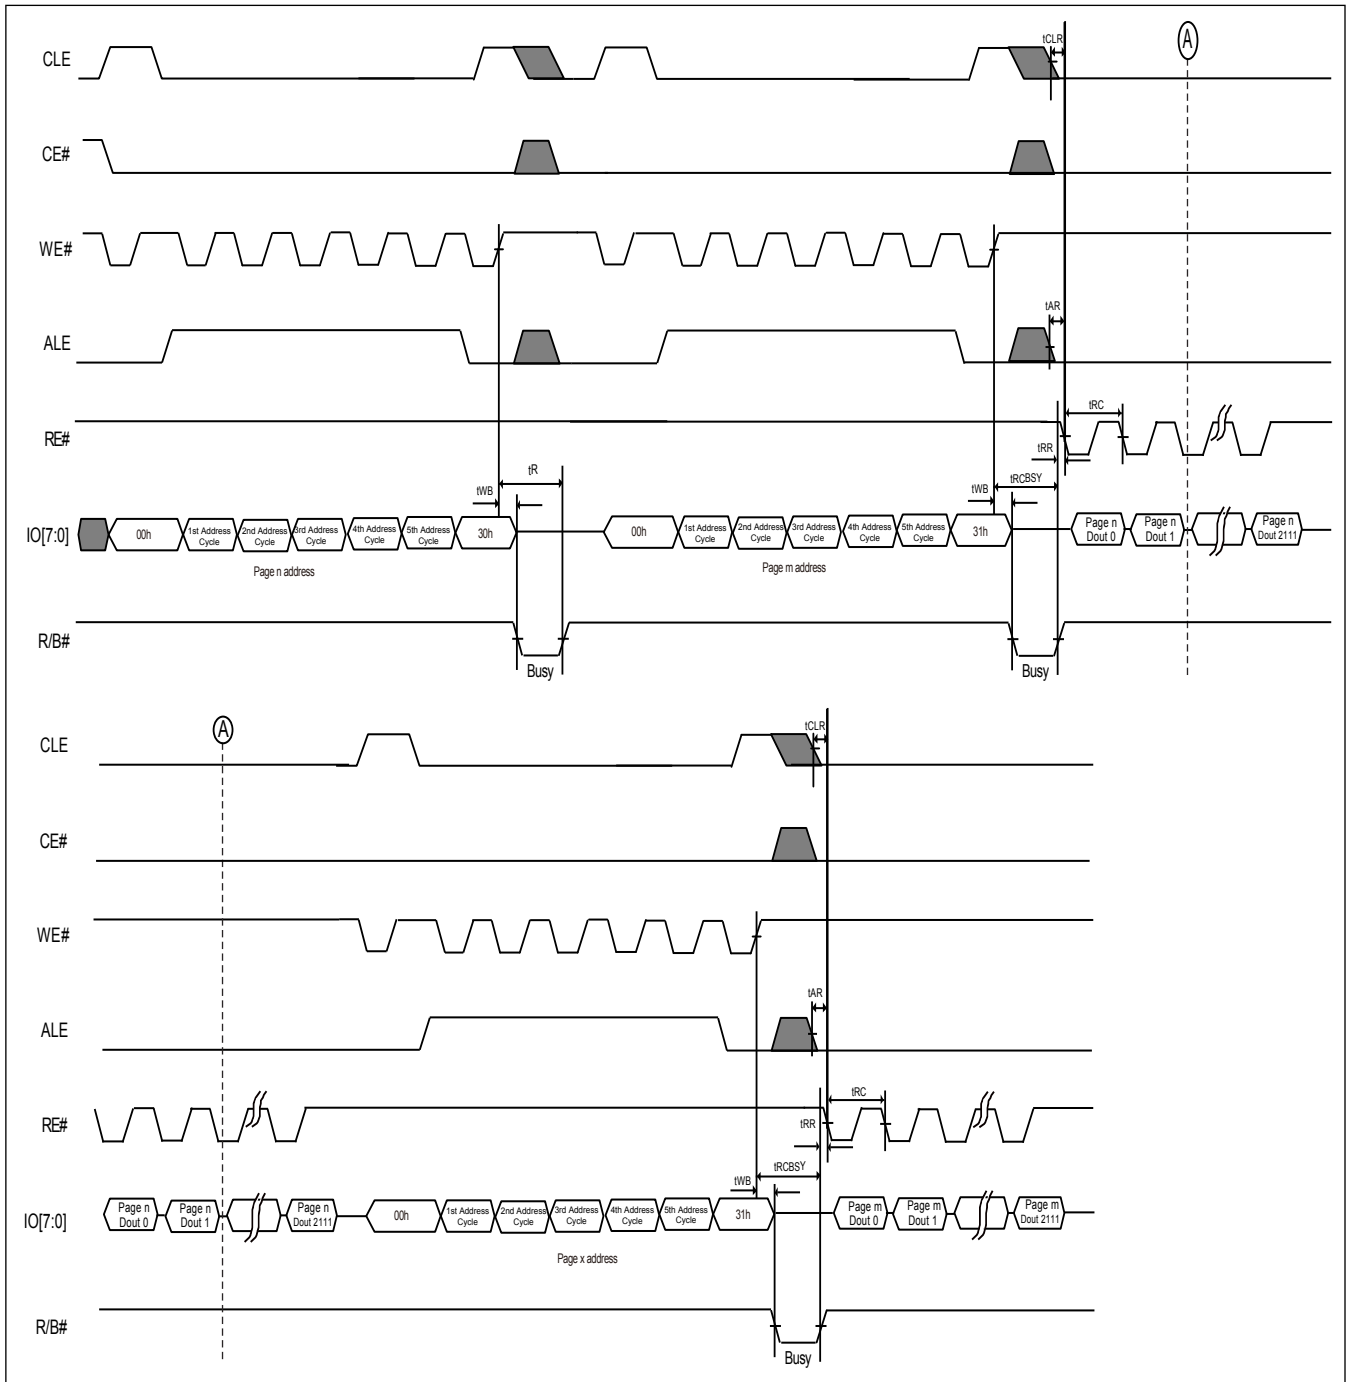 CLE
tCLR
A
CE#
WE#
ALE
tAR
RE#
tRC
tRR
tR
tRCBSY
tWB
tWB
IO[7:0]
00h
1st Address Cycle
2nd Address Cycle
3rd Address Cycle
4th Address Cycle
5th Address Cycle
30h
00h
1st Address Cycle
2nd Address Cycle
3rd Address Cycle
4th Address Cycle
5th Address Cycle
31h
Page n Dout 0
Page n Dout 1
Page n Dout 2111
Page n address
Page m address
R/B#
Busy
Busy
A
CLE
tCLR
CE#
WE#
ALE
tAR
RE#
tRC
tRR
tRCBSY
tWB
IO[7:0]
Page n Dout 0
Page n Dout 1
Page n Dout 2111
00h
1st Address Cycle
2nd Address Cycle
3rd Address Cycle
4th Address Cycle
5th Address Cycle
31h
Page m Dout 0
Page m Dout 1
Page m Dout 2111
Page x address
R/B#
Busy